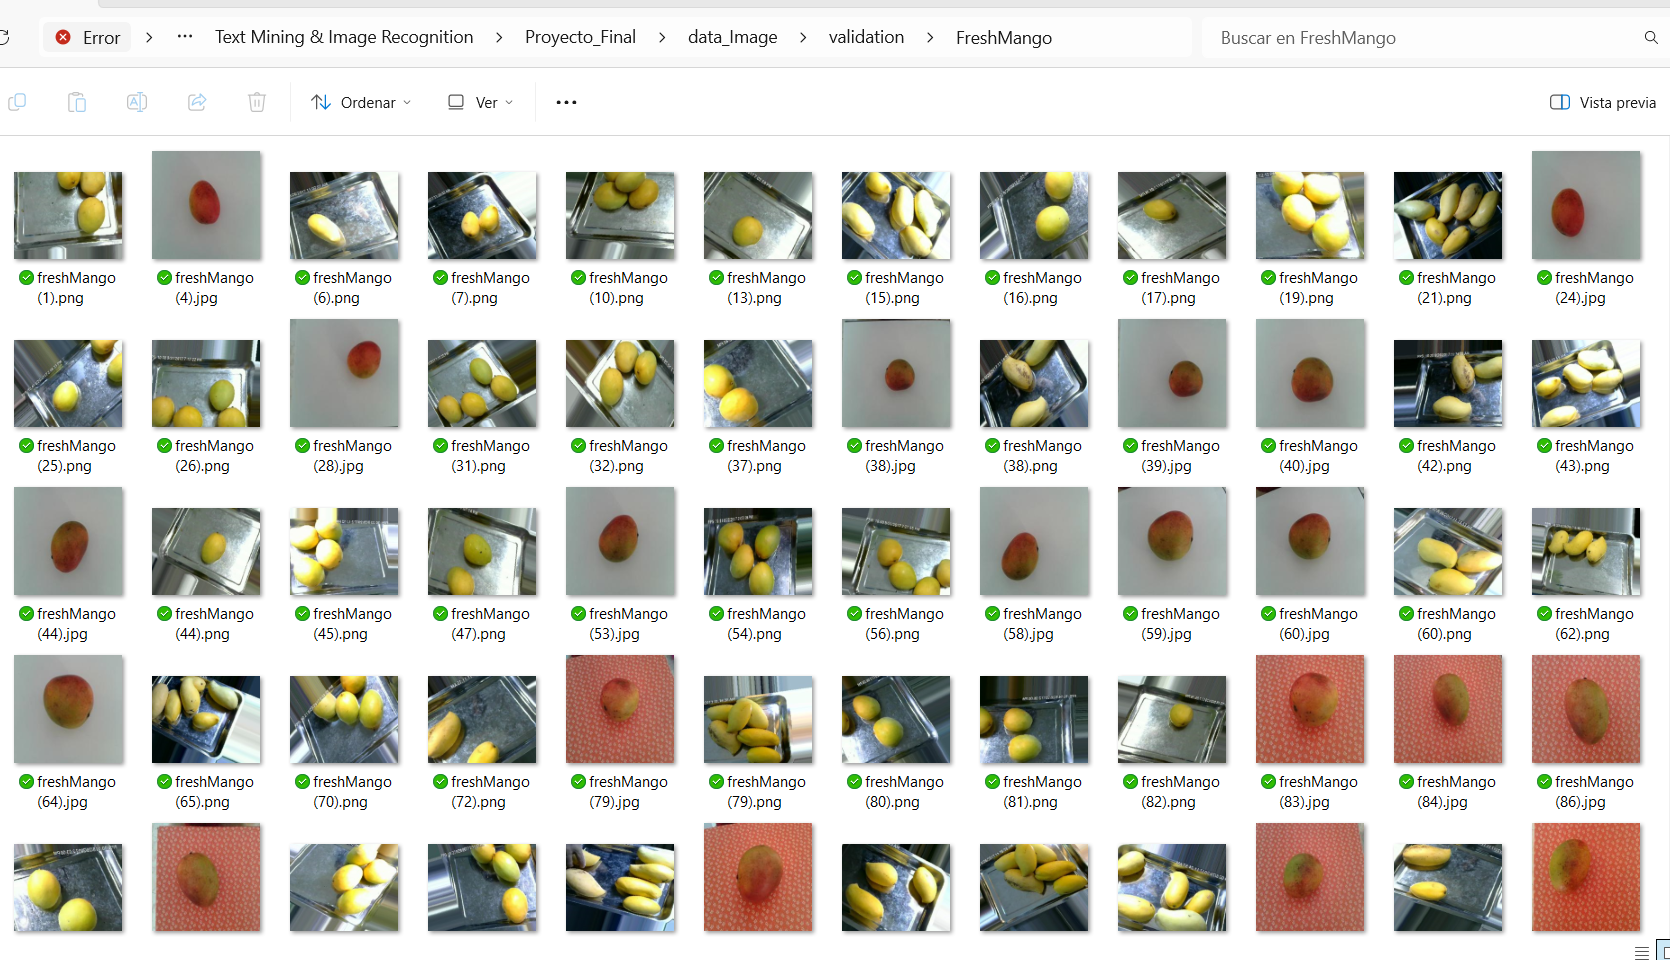 Error > ... Text Mining & Image Recognition > Proyecto_Final > data_Image > validation > FreshMango
Buscar en FreshMango
Ordenar
Ver
Vista previa
freshMango (1).png
freshMango (4).jpg
freshMango (6).png
freshMango (7).png
freshMango (10).png
freshMango (13).png
freshMango (15).png
freshMango (16).png
freshMango (17).png
freshMango (19).png
freshMango (21).png
freshMango (24).jpg
freshMango (25).png
freshMango (26).png
freshMango (28).jpg
freshMango (31).png
freshMango (32).png
freshMango (37).png
freshMango (38).jpg
freshMango (38).png
freshMango (39).jpg
freshMango (40).jpg
freshMango (42).png
freshMango (43).png
freshMango (44).jpg
freshMango (44).png
freshMango (45).png
freshMango (47).png
freshMango (53).jpg
freshMango (54).png
freshMango (56).png
freshMango (58).jpg
freshMango (59).jpg
freshMango (60).jpg
freshMango (60).png
freshMango (62).png
freshMango (64).jpg
freshMango (65).png
freshMango (70).png
freshMango (72).png
freshMango (79).jpg
freshMango (79).png
freshMango (80).png
freshMango (81).png
freshMango (82).png
freshMango (83).jpg
freshMango (84).jpg
freshMango (86).jpg